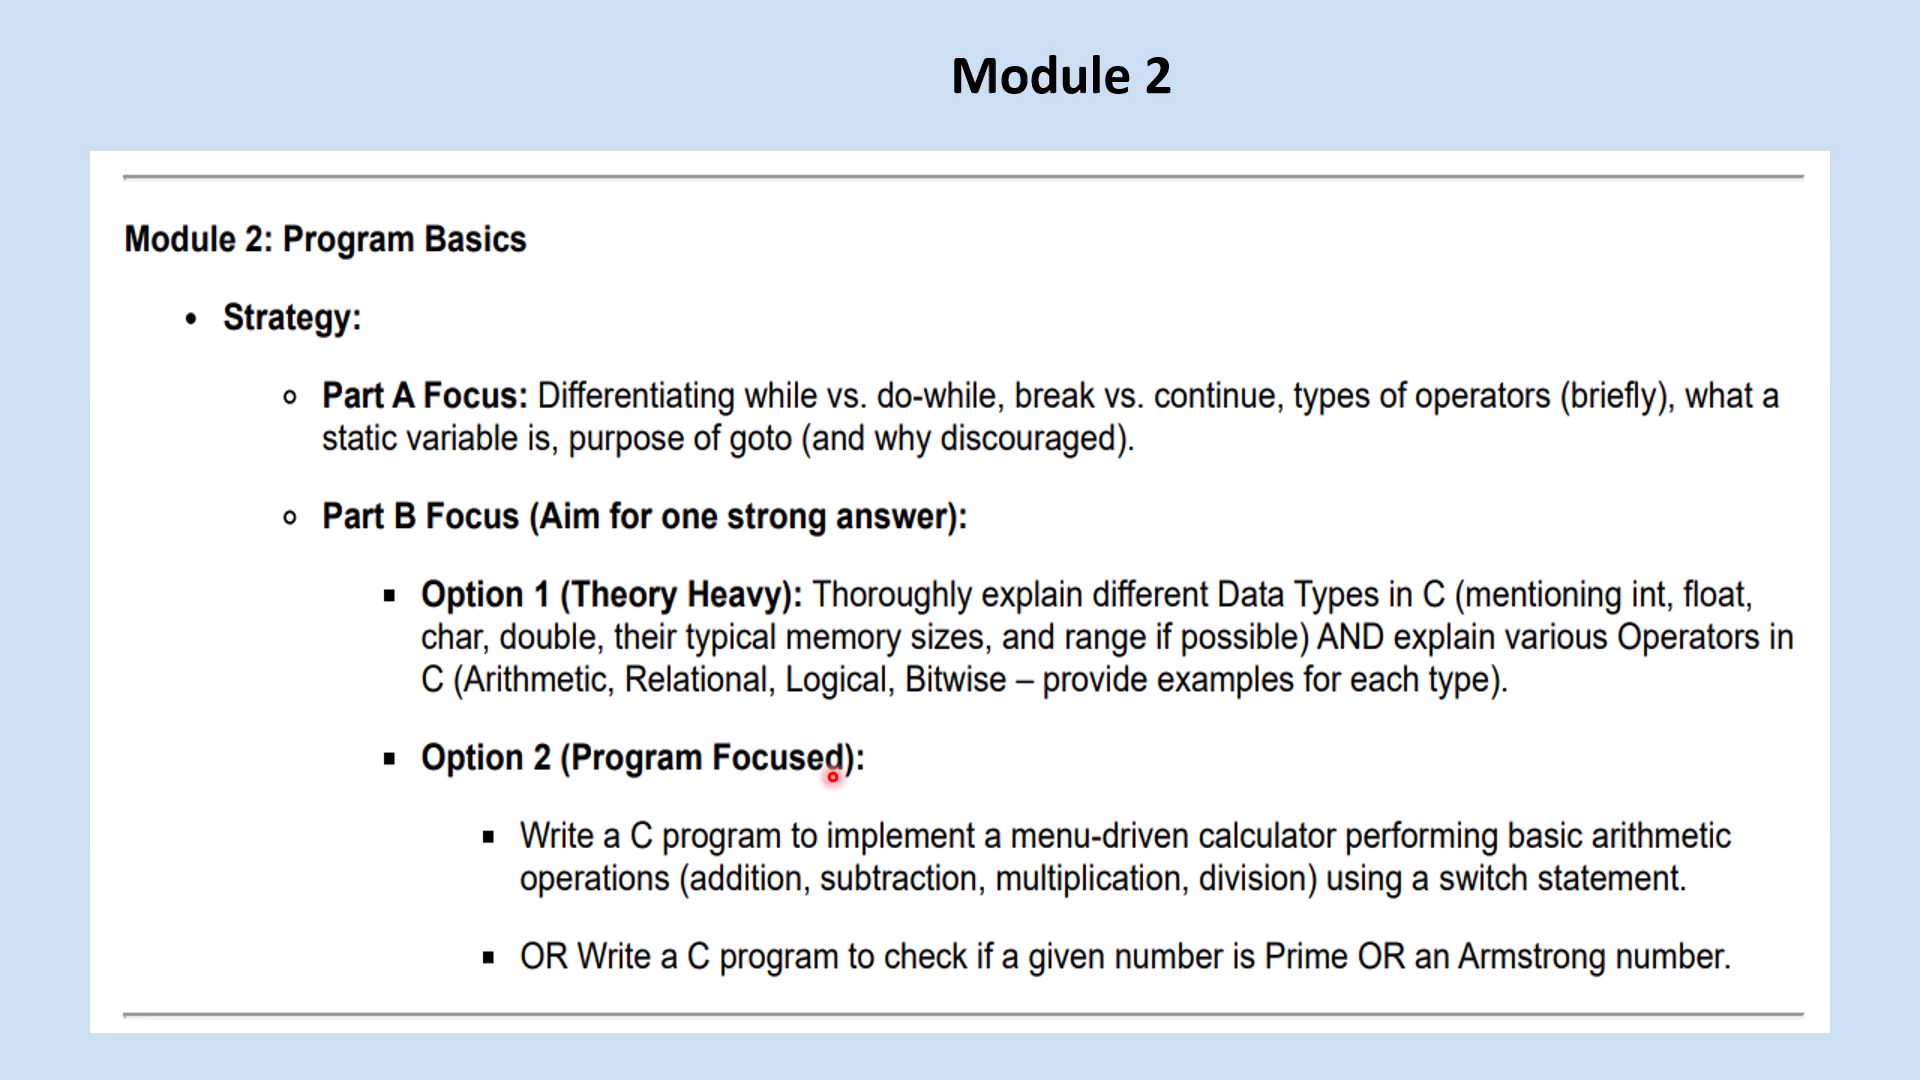 Module 2
Module 2: Program Basics
• Strategy:
Part A Focus: Differentiating while vs. do-while, break vs. continue, types of operators (briefly), what a
static variable is, purpose of goto (and why discouraged).
Part B Focus (Aim for one strong answer):
Option 1 (Theory Heavy): Thoroughly explain different Data Types in C (mentioning int, float,
char, double, their typical memory sizes, and range if possible) AND explain various Operators in
C (Arithmetic, Relational, Logical, Bitwise – provide examples for each type).
Option 2 (Program Focused):
Write a C program to implement a menu-driven calculator performing basic arithmetic
operations (addition, subtraction, multiplication, division) using a switch statement.
OR Write a C program to check if a given number is Prime OR an Armstrong number.